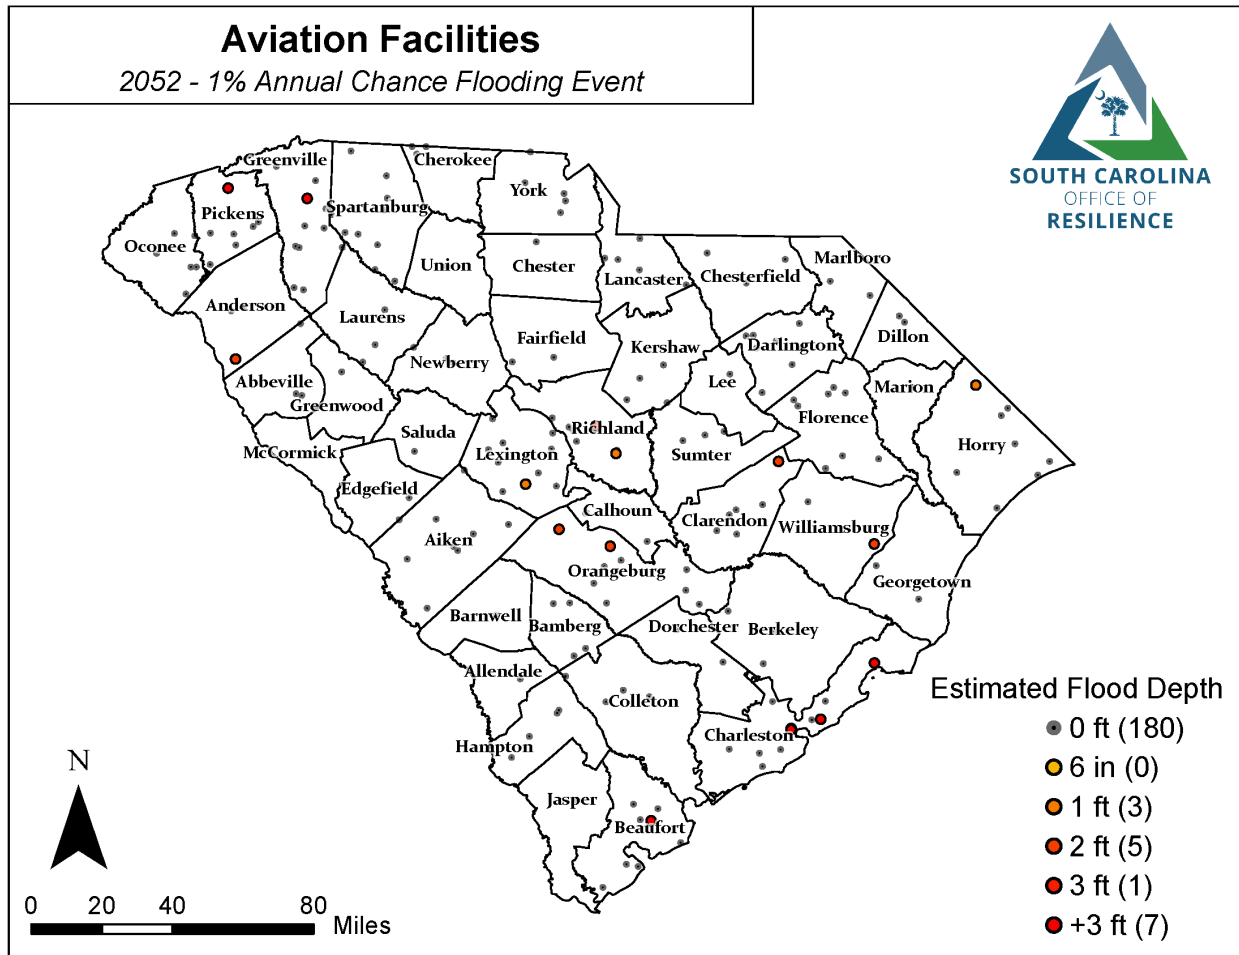 Aviation Facilities
2052 - 1% Annual Chance Flooding Event
SOUTH CAROLINA
OFFICE OF
RESILIENCE
Greenville
Cherokee
York
Pickens
Spartanburg
Oconee
Union
Chester
Lancaster
Chesterfield
Marlboro
Anderson
Laurens
Fairfield
Kershaw
Darlington
Dillon
Newberry
Lee
Abbeville
Greenwood
Marion
Florence
Saluda
Richland
Horry
McCormick
Lexington
Sumter
Edgefield
Calhoun
Clarendon
Williamsburg
Aiken
Orangeburg
Georgetown
Barnwell
Bamberg
Dorchester
Berkeley
Allendale
Colleton
Charleston
Hampton
Jasper
Beaufort
Estimated Flood Depth
0 ft (180)
6 in (0)
1 ft (3)
2 ft (5)
3 ft (1)
+3 ft (7)
N
0 20 40 80 Miles